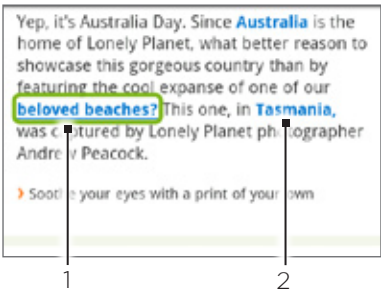 Yep, it's Australia Day. Since Australia is the
home of Lonely Planet, what better reason to
showcase this gorgeous country than by
featuring the cool expanse of one of our
beloved beaches? This one, in Tasmania,
was captured by Lonely Planet photographer
Andrew Peacock.
› Soothe your eyes with a print of your own
1 2